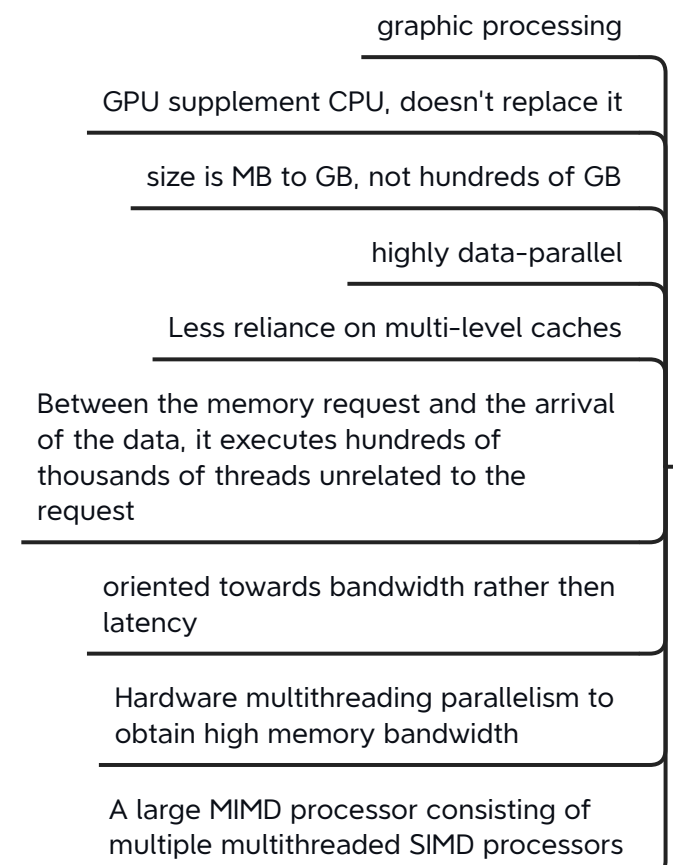 graphic processing
GPU supplement CPU, doesn't replace it
size is MB to GB, not hundreds of GB
highly data-parallel
Less reliance on multi-level caches
Between the memory request and the arrival
of the data, it executes hundreds of
thousands of threads unrelated to the
request
oriented towards bandwidth rather then
latency
Hardware multithreading parallelism to
obtain high memory bandwidth
A large MIMD processor consisting of
multiple multithreaded SIMD processors